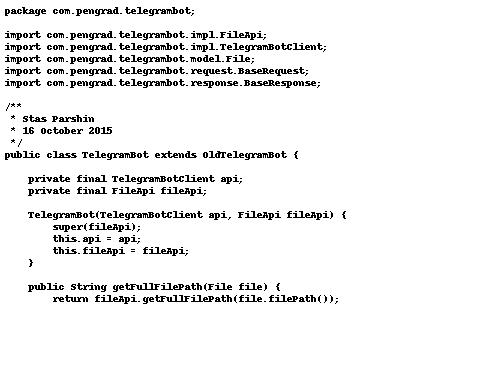 package com.pengrad.telegrambot;

import com.pengrad.telegrambot.impl.FileApi;
import com.pengrad.telegrambot.impl.TelegramBotClient;
import com.pengrad.telegrambot.model.File;
import com.pengrad.telegrambot.request.BaseRequest;
import com.pengrad.telegrambot.response.BaseResponse;

/**
 * Stas Parshin
 * 16 October 2015
 */
public class TelegramBot extends OldTelegramBot {

    private final TelegramBotClient api;
    private final FileApi fileApi;

    TelegramBot(TelegramBotClient api, FileApi fileApi) {
        super(fileApi);
        this.api = api;
        this.fileApi = fileApi;
    }

    public String getFullFilePath(File file) {
        return fileApi.getFullFilePath(file.filePath());